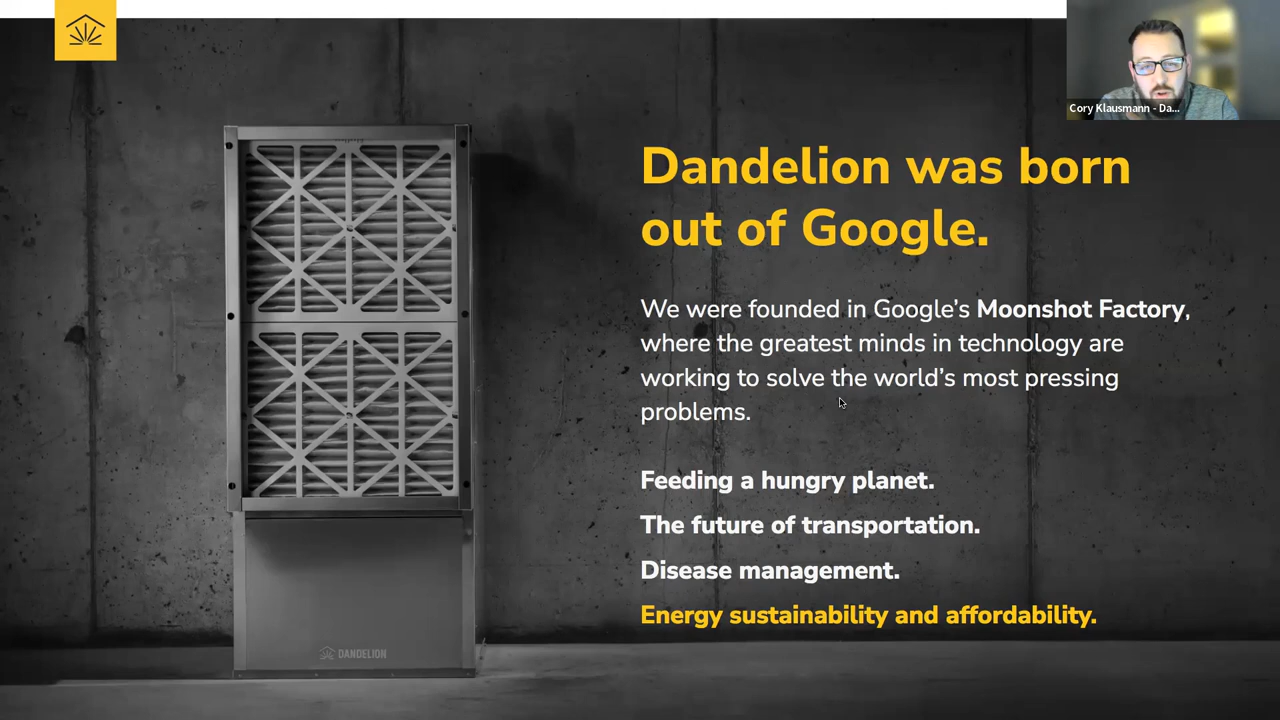 Cory Klausmann - Da...
Dandelion was born
out of Google.
We were founded in Google’s Moonshot Factory,
where the greatest minds in technology are
working to solve the world’s most pressing
problems.
Feeding a hungry planet.
The future of transportation.
Disease management.
Energy sustainability and affordability.
DANDELION